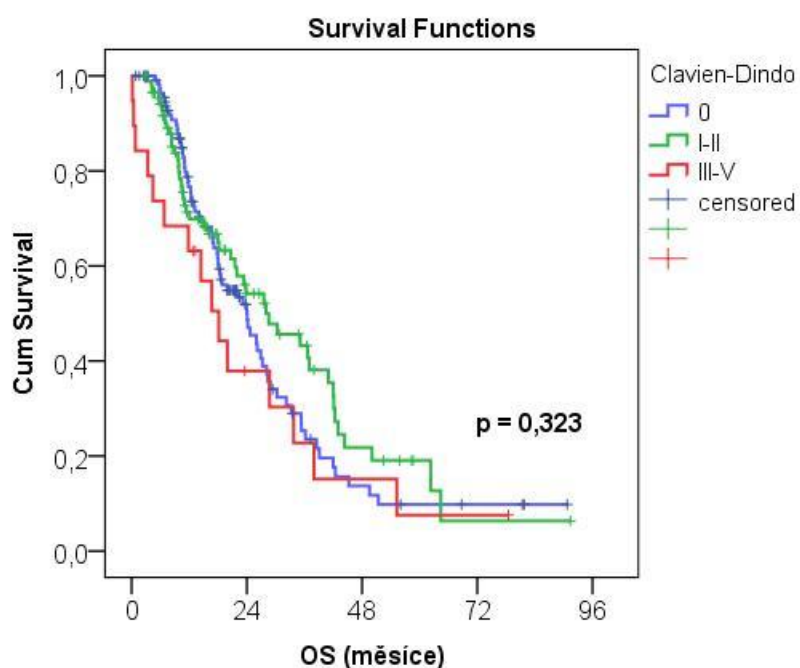 Survival Functions
Clavien-Dindo
0
I-II
III-V
censored
1,0
0,8
0,6
0,4
0,2
0,0
Cum Survival
p = 0,323
0 24 48 72 96
OS (měsíce)